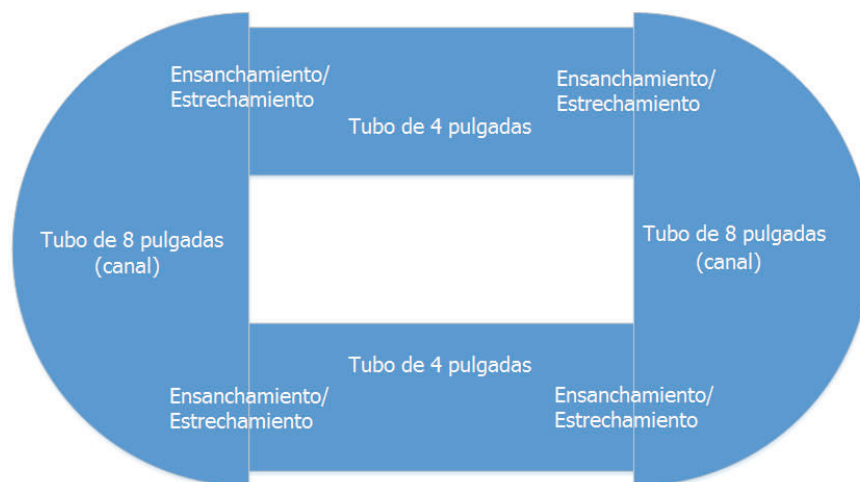 Ensanchamiento/
Estrechamiento
Ensanchamiento/
Estrechamiento
Tubo de 4 pulgadas
Tubo de 8 pulgadas
(canal)
Tubo de 8 pulgadas
(canal)
Tubo de 4 pulgadas
Ensanchamiento/
Estrechamiento
Ensanchamiento/
Estrechamiento